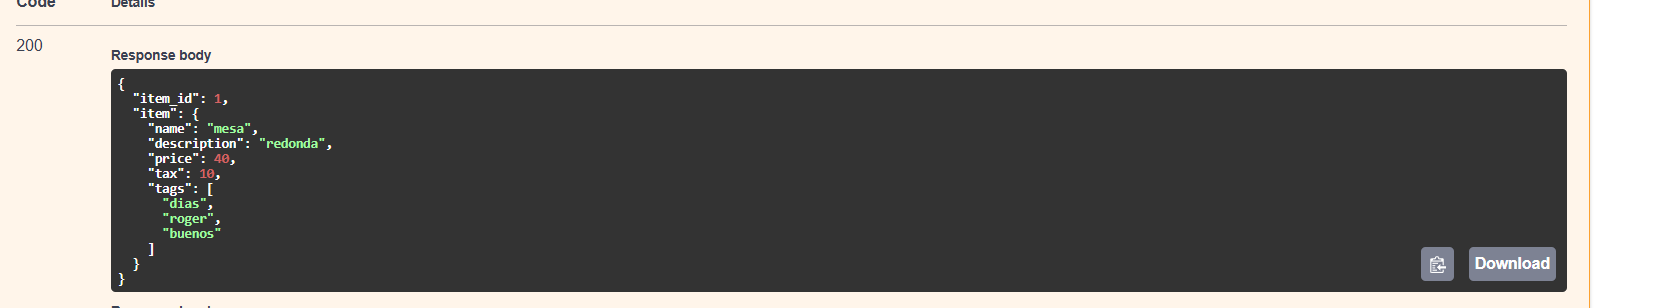 Code Details
200
Response body
{
"item_id": 1,
"item": {
"name": "mesa",
"description": "redonda",
"price": 40,
"tax": 10,
"tags": [
"dias",
"roger",
"buenos"
]
}
}
Download